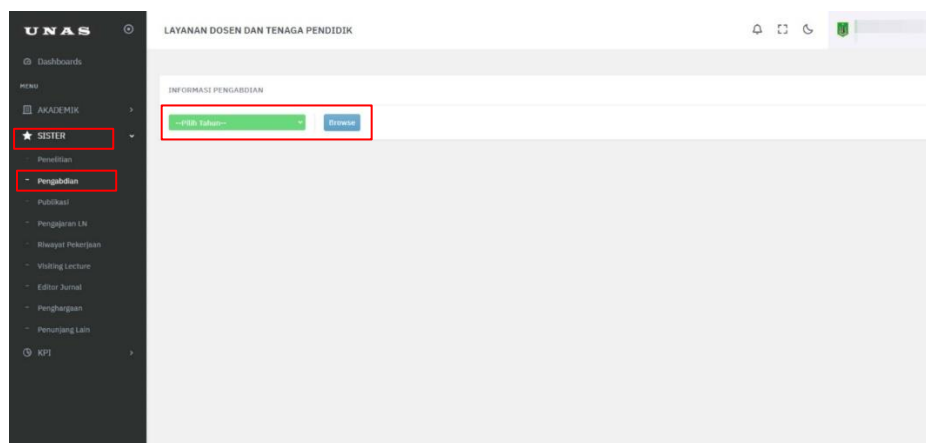 UNAS
LAYANAN DOSEN DAN TENAGA PENDIDIK
Dashboards
MENU
INFORMASI PENGABDIAN
AKADEMIK
--Pilih Tahun--
Browse
SISTER
Penelitian
Pengabdian
Publikasi
Pengajaran LN
Riwayat Pekerjaan
Visiting Lecture
Editor Jurnal
Penghargaan
Penunjang Lain
KPI